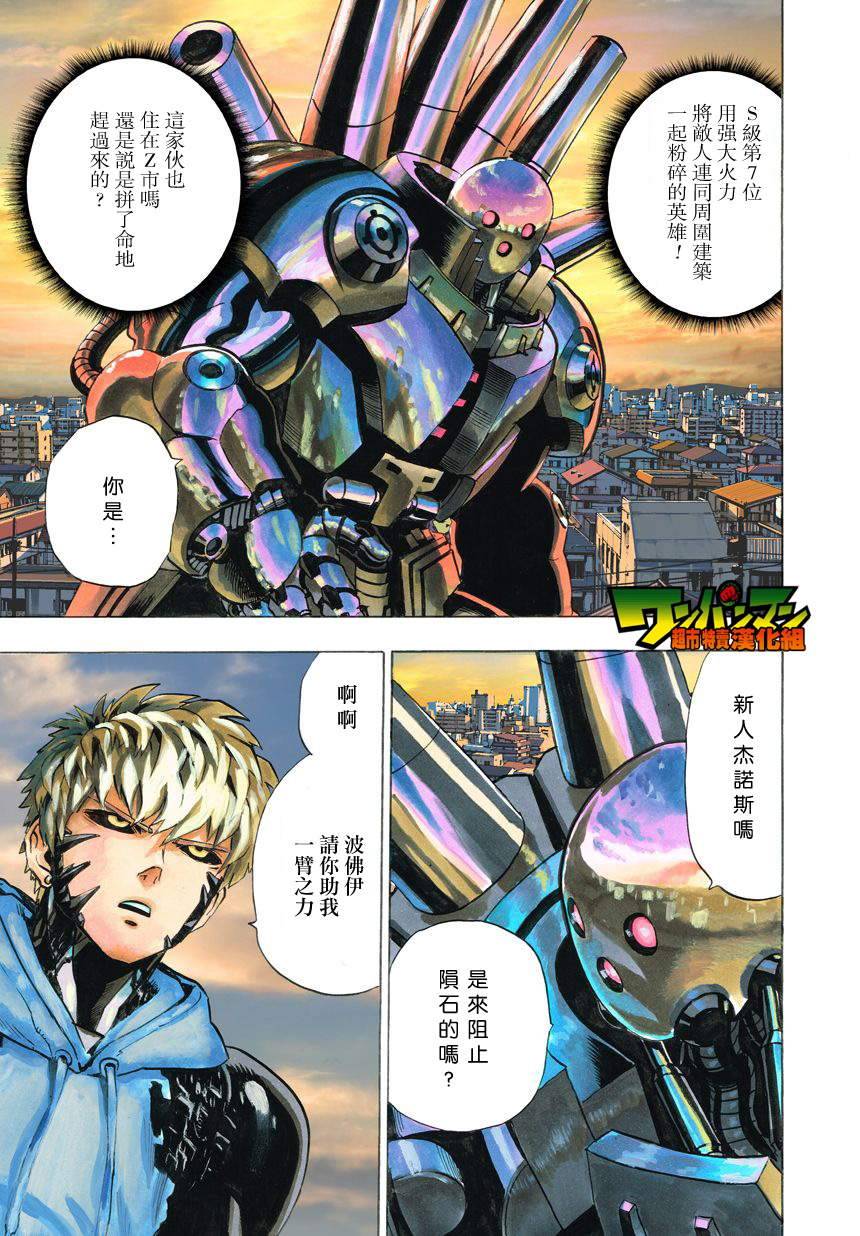 S級第7位
用强大火力
將敵人連同周圍建築
一起粉碎的英雄！
這家伙也
住在Z市嗎
還是説是拼了命地
趕過來的？
你是…
ワンパンマン
超市特賣漢化組
新人杰諾斯嗎
是來阻止
隕石的嗎？
啊啊
波佛伊
請你助我
一臂之力